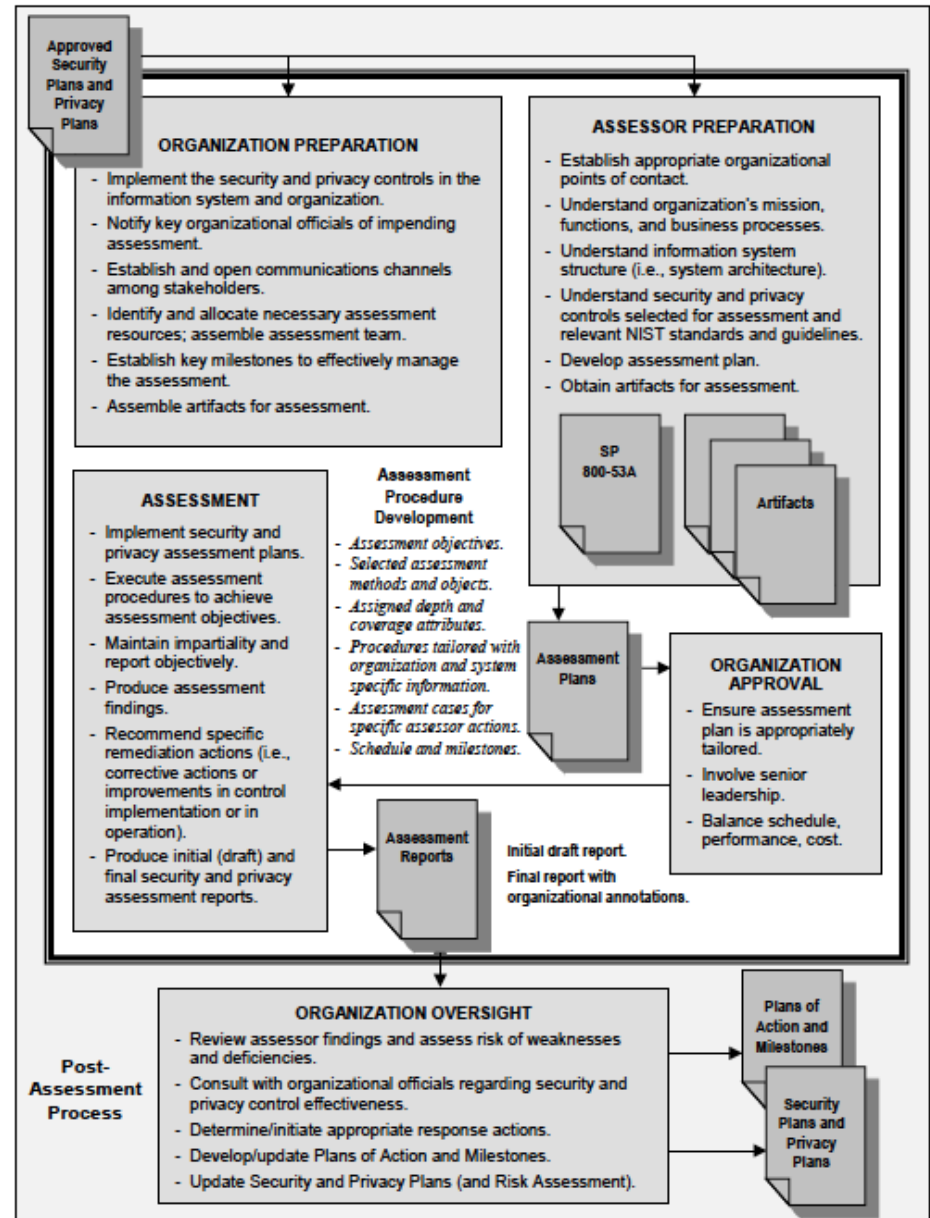 Approved
Security
Plans and
Privacy
Plans
ORGANIZATION PREPARATION
- Implement the security and privacy controls in the
information system and organization.
- Notify key organizational officials of impending
assessment.
- Establish and open communications channels
among stakeholders.
- Identify and allocate necessary assessment
resources; assemble assessment team.
- Establish key milestones to effectively manage
the assessment.
- Assemble artifacts for assessment.
ASSESSOR PREPARATION
- Establish appropriate organizational
points of contact.
- Understand organization's mission,
functions, and business processes.
- Understand information system
structure (i.e., system architecture).
- Understand security and privacy
controls selected for assessment and
relevant NIST standards and guidelines.
- Develop assessment plan.
- Obtain artifacts for assessment.
SP
800-53A
Artifacts
ASSESSMENT
- Implement security and
privacy assessment plans.
- Execute assessment
procedures to achieve
assessment objectives.
- Maintain impartiality and
report objectively.
- Produce assessment
findings.
- Recommend specific
remediation actions (i.e.,
corrective actions or
improvements in control
implementation or in
operation).
- Produce initial (draft) and
final security and privacy
assessment reports.
Assessment
Procedure
Development
- Assessment objectives.
- Selected assessment
methods and objects.
- Assigned depth and
coverage attributes.
- Procedures tailored with
organization and system
specific information.
- Assessment cases for
specific assessor actions.
- Schedule and milestones.
Assessment
Plans
ORGANIZATION
APPROVAL
- Ensure assessment
plan is appropriately
tailored.
- Involve senior
leadership.
- Balance schedule,
performance, cost.
Assessment
Reports
Initial draft report.
Final report with
organizational annotations.
Post-
Assessment
Process
ORGANIZATION OVERSIGHT
- Review assessor findings and assess risk of weaknesses
and deficiencies.
- Consult with organizational officials regarding security and
privacy control effectiveness.
- Determine/initiate appropriate response actions.
- Develop/update Plans of Action and Milestones.
- Update Security and Privacy Plans (and Risk Assessment).
Plans of
Action and
Milestones
Security
Plans and
Privacy
Plans